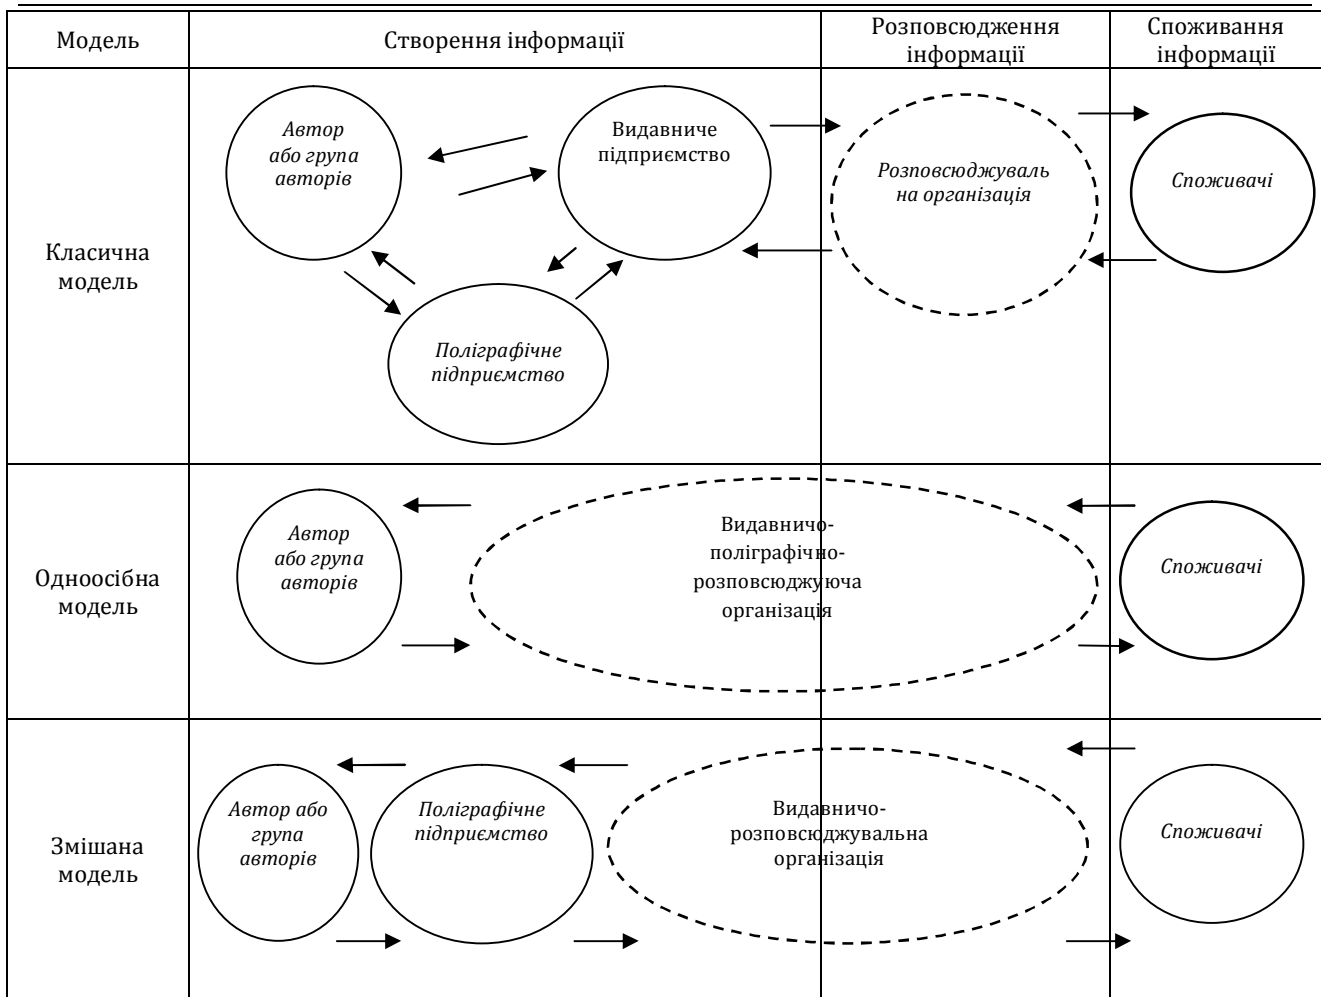 Модель
Створення інформації
Розповсюдження
інформації
Споживання
інформації
Класична
модель
Автор
або група
авторів
Видавниче
підприємство
Поліграфічне
підприємство
Розповсюджуваль
на організація
Споживачі
Одноосібна
модель
Автор
або група
авторів
Видавничо-
поліграфічно-
розповсюджуюча
організація
Споживачі
Змішана
модель
Автор або
група
авторів
Поліграфічне
підприємство
Видавничо-
розповсюджувальна
організація
Споживачі